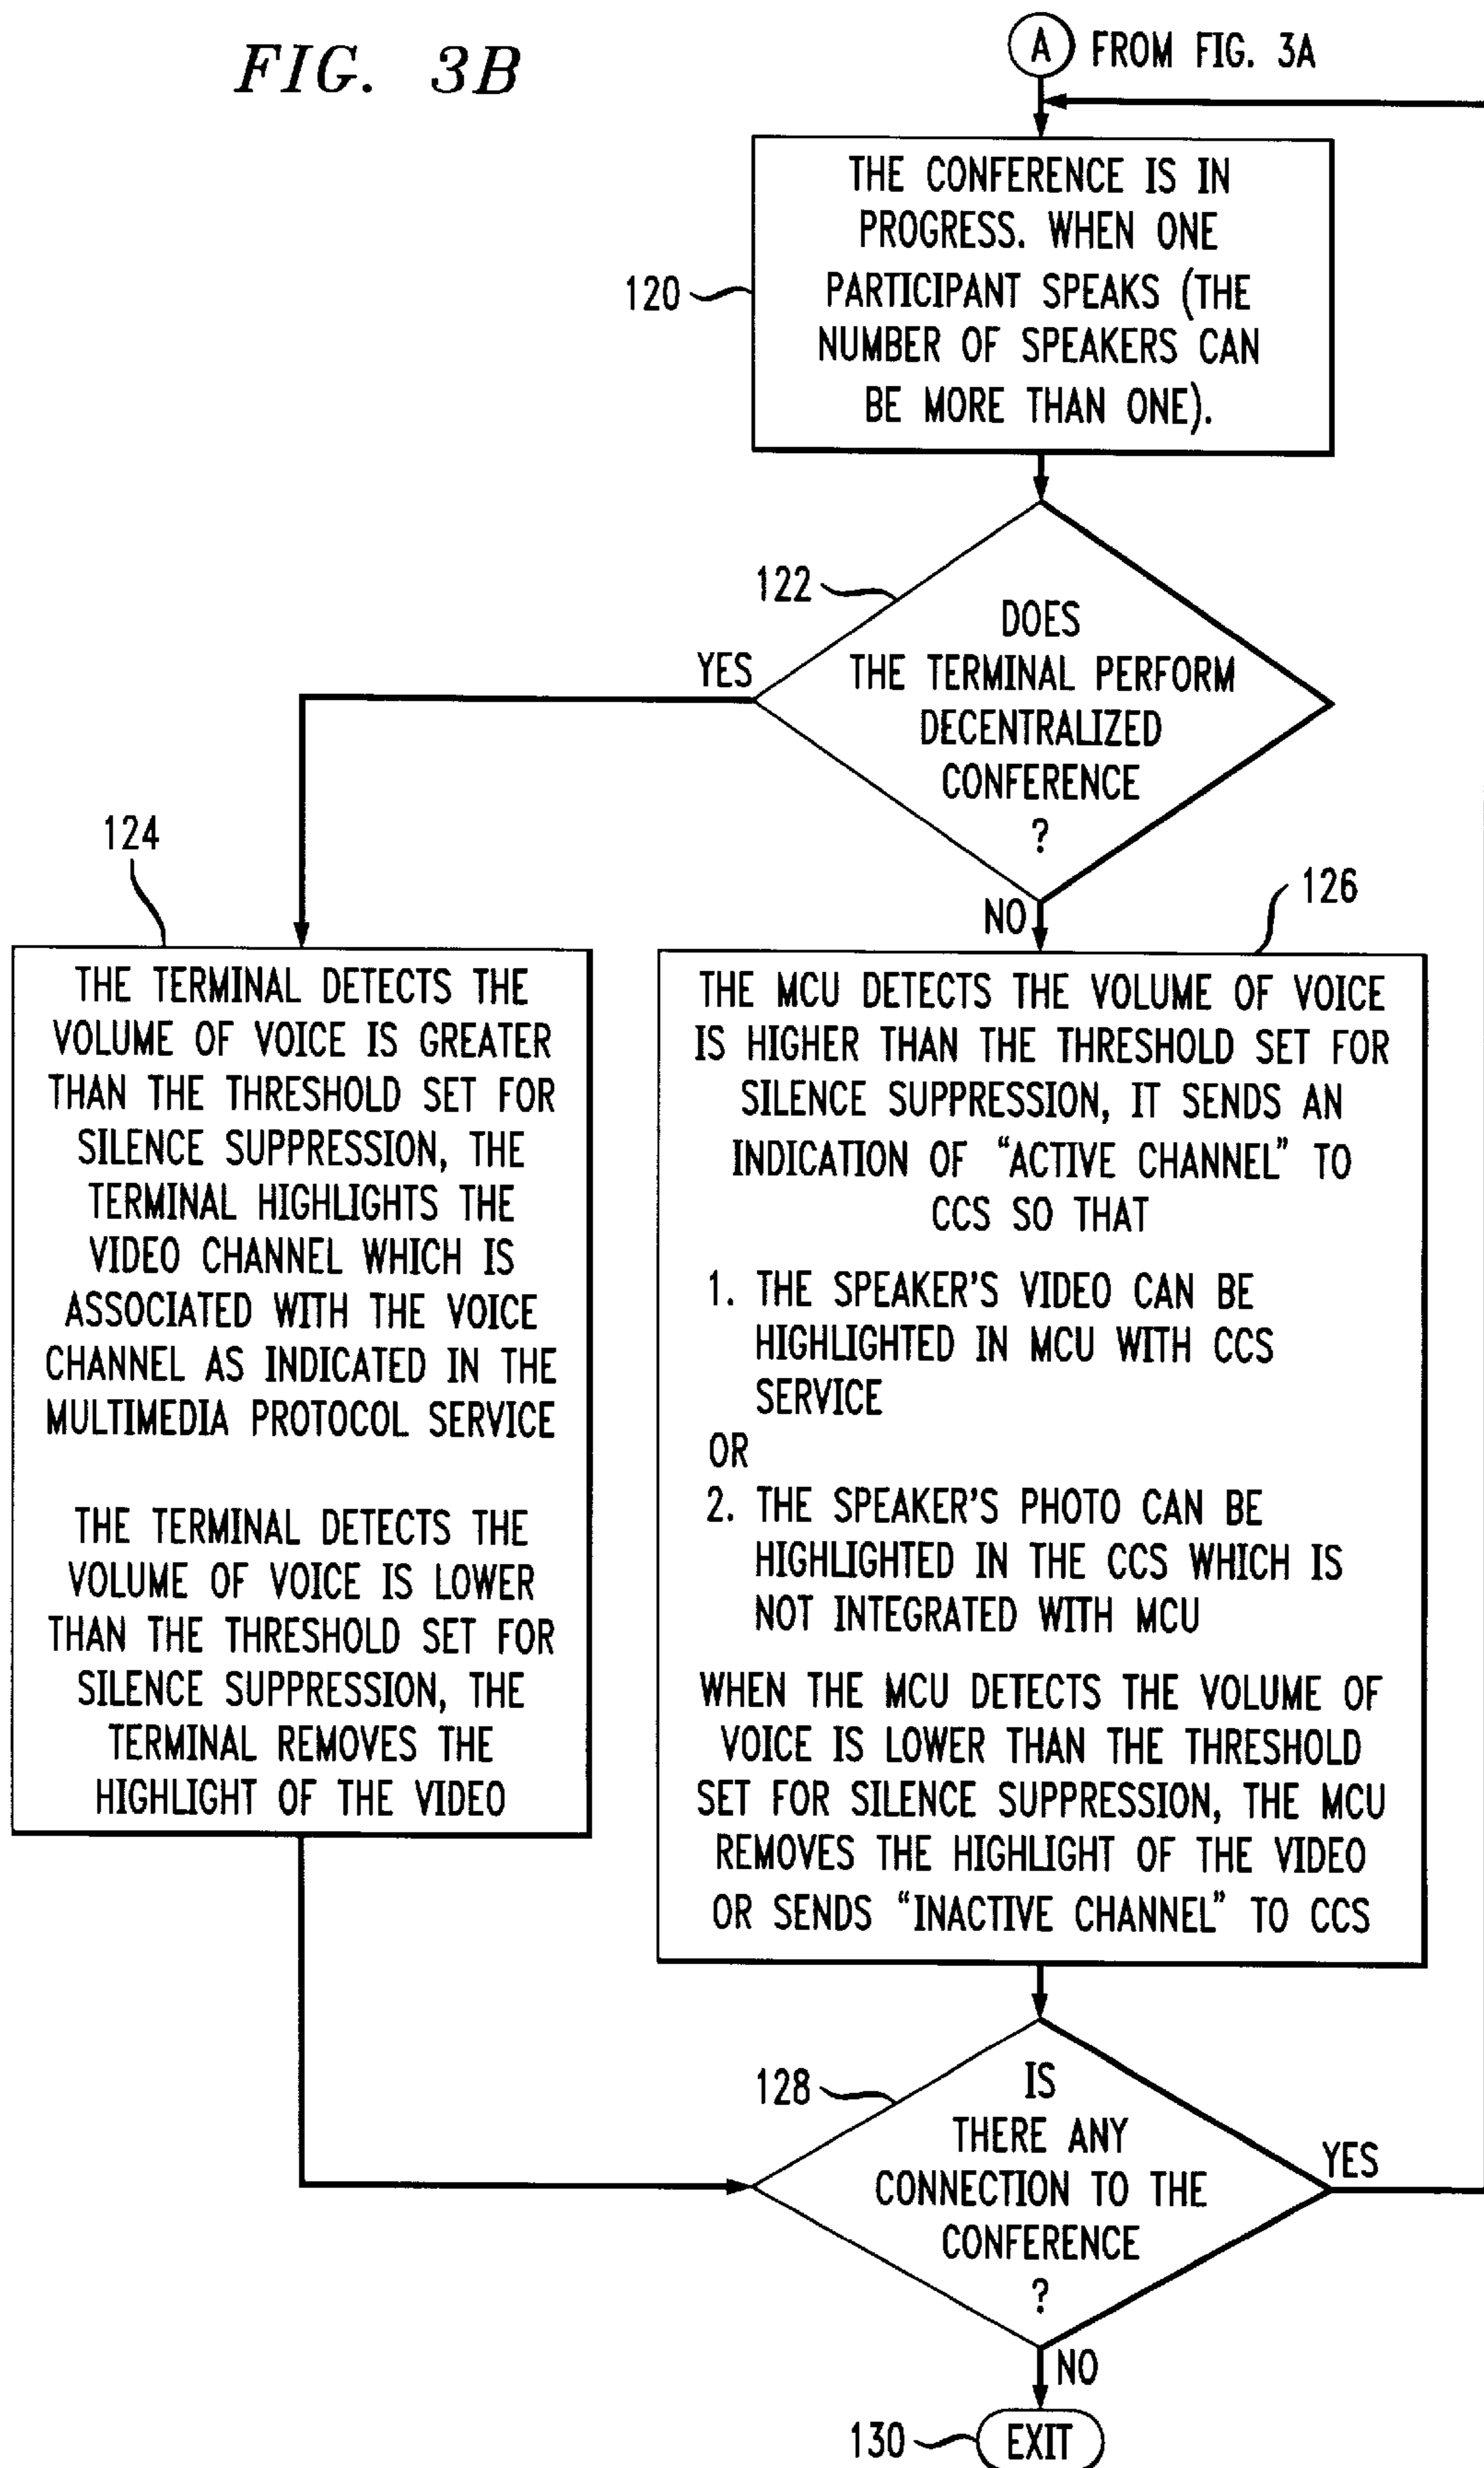 FIG. 3B
A FROM FIG. 3A
THE CONFERENCE IS IN
PROGRESS. WHEN ONE
PARTICIPANT SPEAKS (THE
NUMBER OF SPEAKERS CAN
BE MORE THAN ONE).
120
122
DOES
THE TERMINAL PERFORM
DECENTRALIZED
CONFERENCE
?
YES
NO
124
THE TERMINAL DETECTS THE
VOLUME OF VOICE IS GREATER
THAN THE THRESHOLD SET FOR
SILENCE SUPPRESSION, THE
TERMINAL HIGHLIGHTS THE
VIDEO CHANNEL WHICH IS
ASSOCIATED WITH THE VOICE
CHANNEL AS INDICATED IN THE
MULTIMEDIA PROTOCOL SERVICE
THE TERMINAL DETECTS THE
VOLUME OF VOICE IS LOWER
THAN THE THRESHOLD SET FOR
SILENCE SUPPRESSION, THE
TERMINAL REMOVES THE
HIGHLIGHT OF THE VIDEO
126
THE MCU DETECTS THE VOLUME OF VOICE
IS HIGHER THAN THE THRESHOLD SET FOR
SILENCE SUPPRESSION, IT SENDS AN
INDICATION OF “ACTIVE CHANNEL” TO
CCS SO THAT
1. THE SPEAKER'S VIDEO CAN BE
HIGHLIGHTED IN MCU WITH CCS
SERVICE
OR
2. THE SPEAKER'S PHOTO CAN BE
HIGHLIGHTED IN THE CCS WHICH IS
NOT INTEGRATED WITH MCU
WHEN THE MCU DETECTS THE VOLUME OF
VOICE IS LOWER THAN THE THRESHOLD
SET FOR SILENCE SUPPRESSION, THE MCU
REMOVES THE HIGHLIGHT OF THE VIDEO
OR SENDS “INACTIVE CHANNEL” TO CCS
128
IS
THERE ANY
CONNECTION TO THE
CONFERENCE
?
YES
NO
130
EXIT